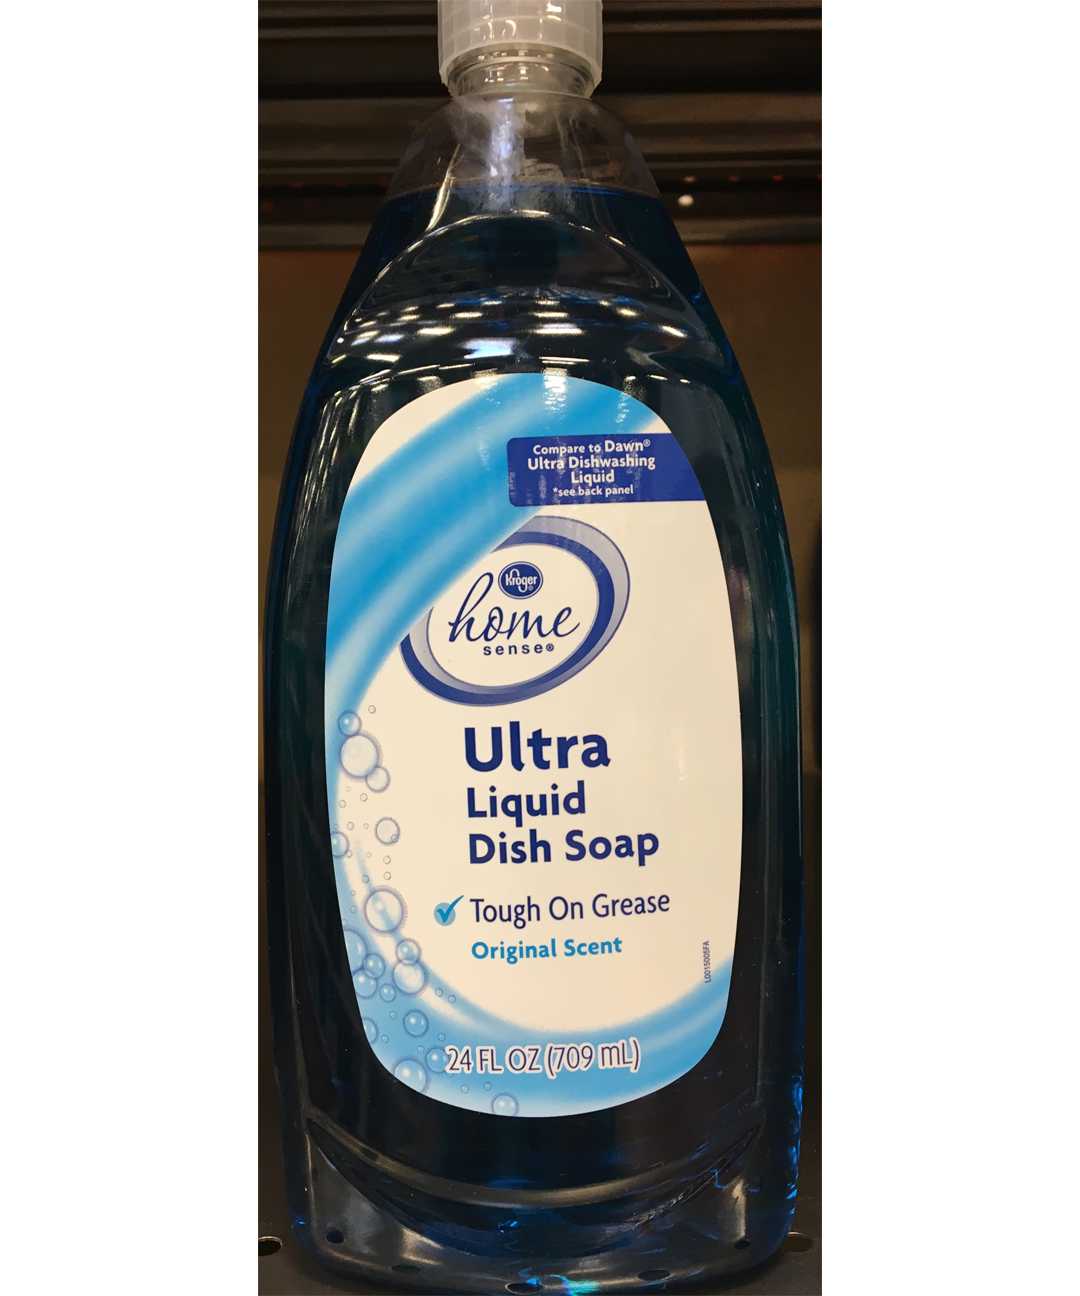 Compare to Dawn®
Ultra Dishwashing
Liquid
*see back panel
Kroger
home
sense®
Ultra
Liquid
Dish Soap
Tough On Grease
Original Scent
L0015005FA
24 FL OZ (709 mL)